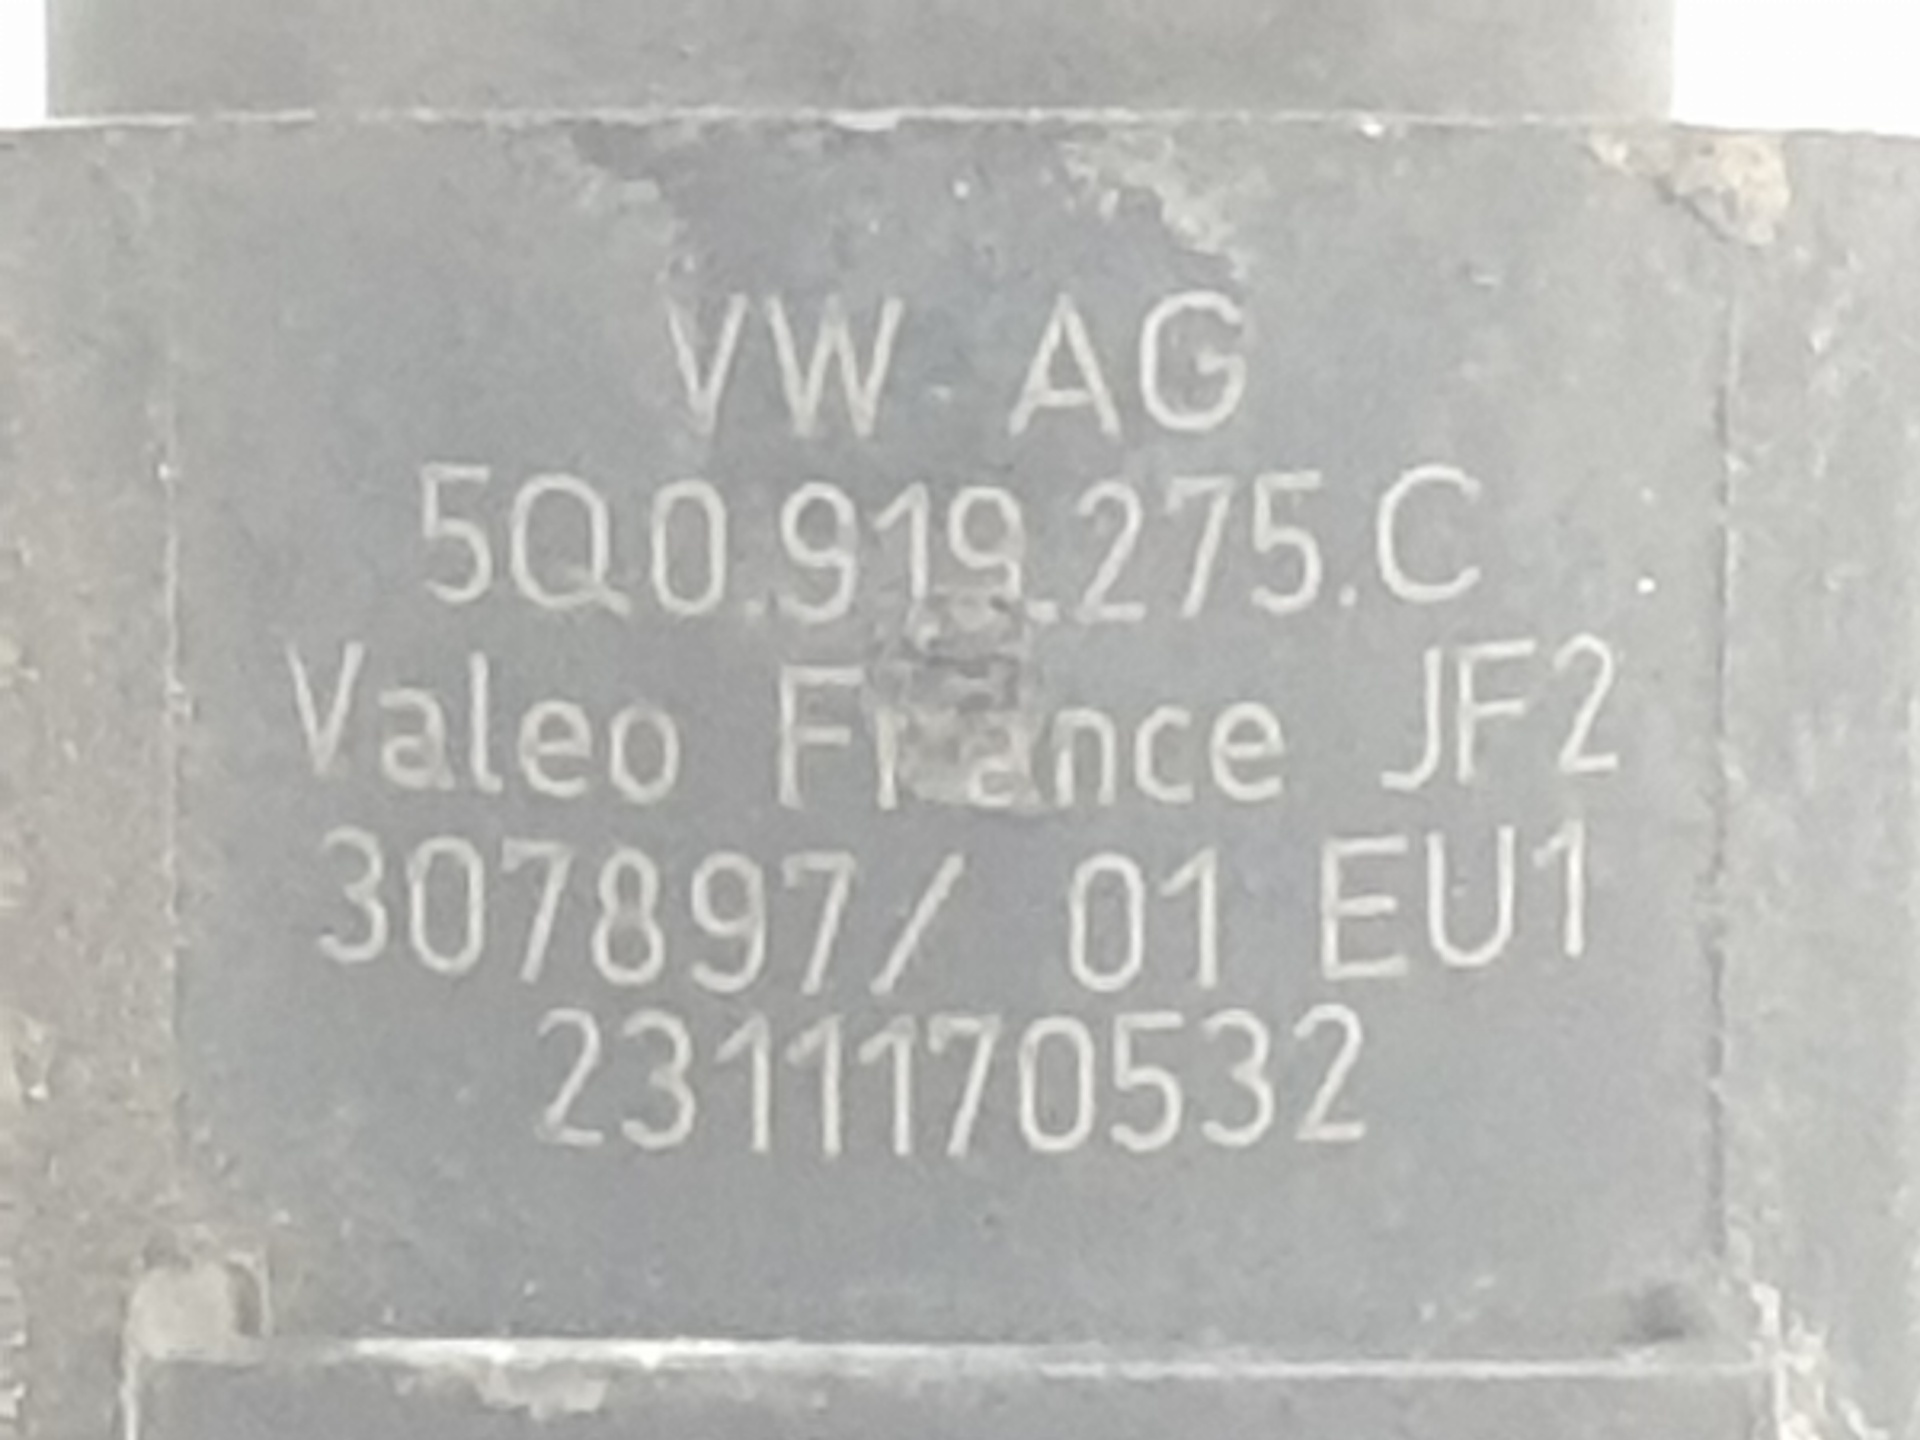 VW AG
5Q0.919.275.C
Valeo France JF2
307897/ 01 EU1
2311170532